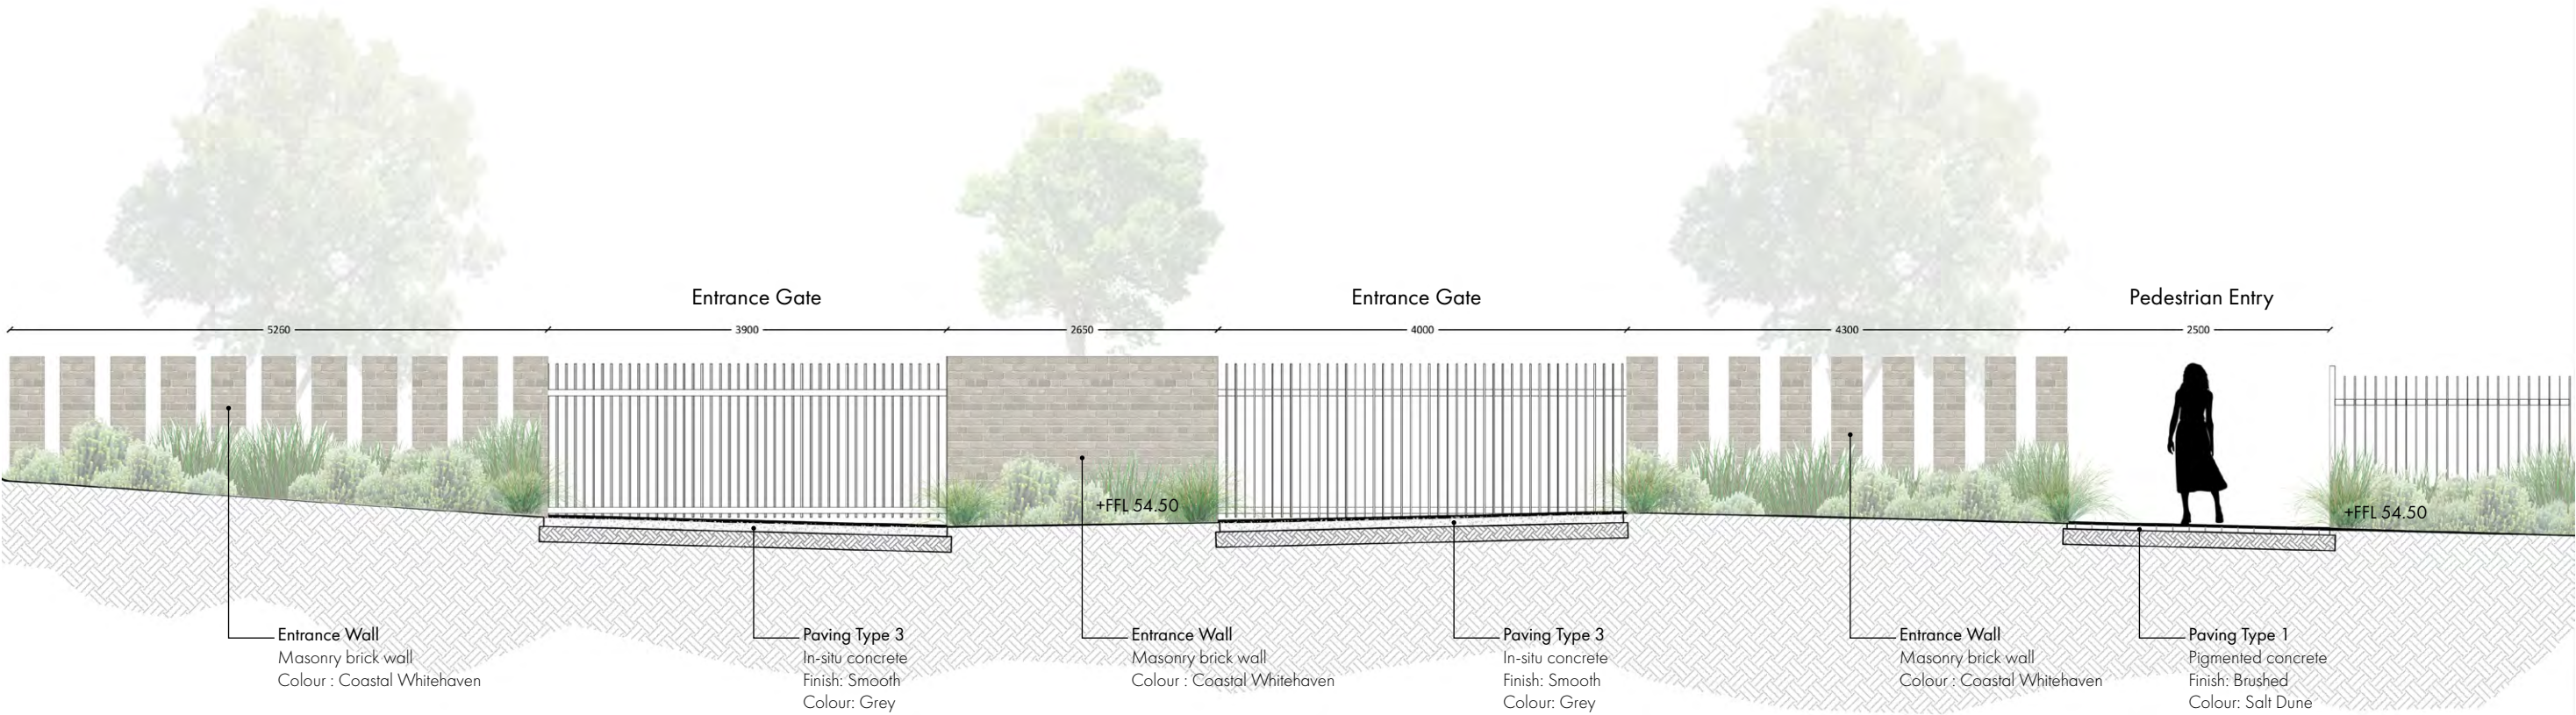 Entrance Gate
Entrance Gate
Pedestrian Entry
5260
3900
2650
4000
4300
2500
+FFL 54.50
+FFL 54.50
Entrance Wall
Masonry brick wall
Colour : Coastal Whitehaven
Paving Type 3
In-situ concrete
Finish: Smooth
Colour: Grey
Entrance Wall
Masonry brick wall
Colour : Coastal Whitehaven
Paving Type 3
In-situ concrete
Finish: Smooth
Colour: Grey
Entrance Wall
Masonry brick wall
Colour : Coastal Whitehaven
Paving Type 1
Pigmented concrete
Finish: Brushed
Colour: Salt Dune